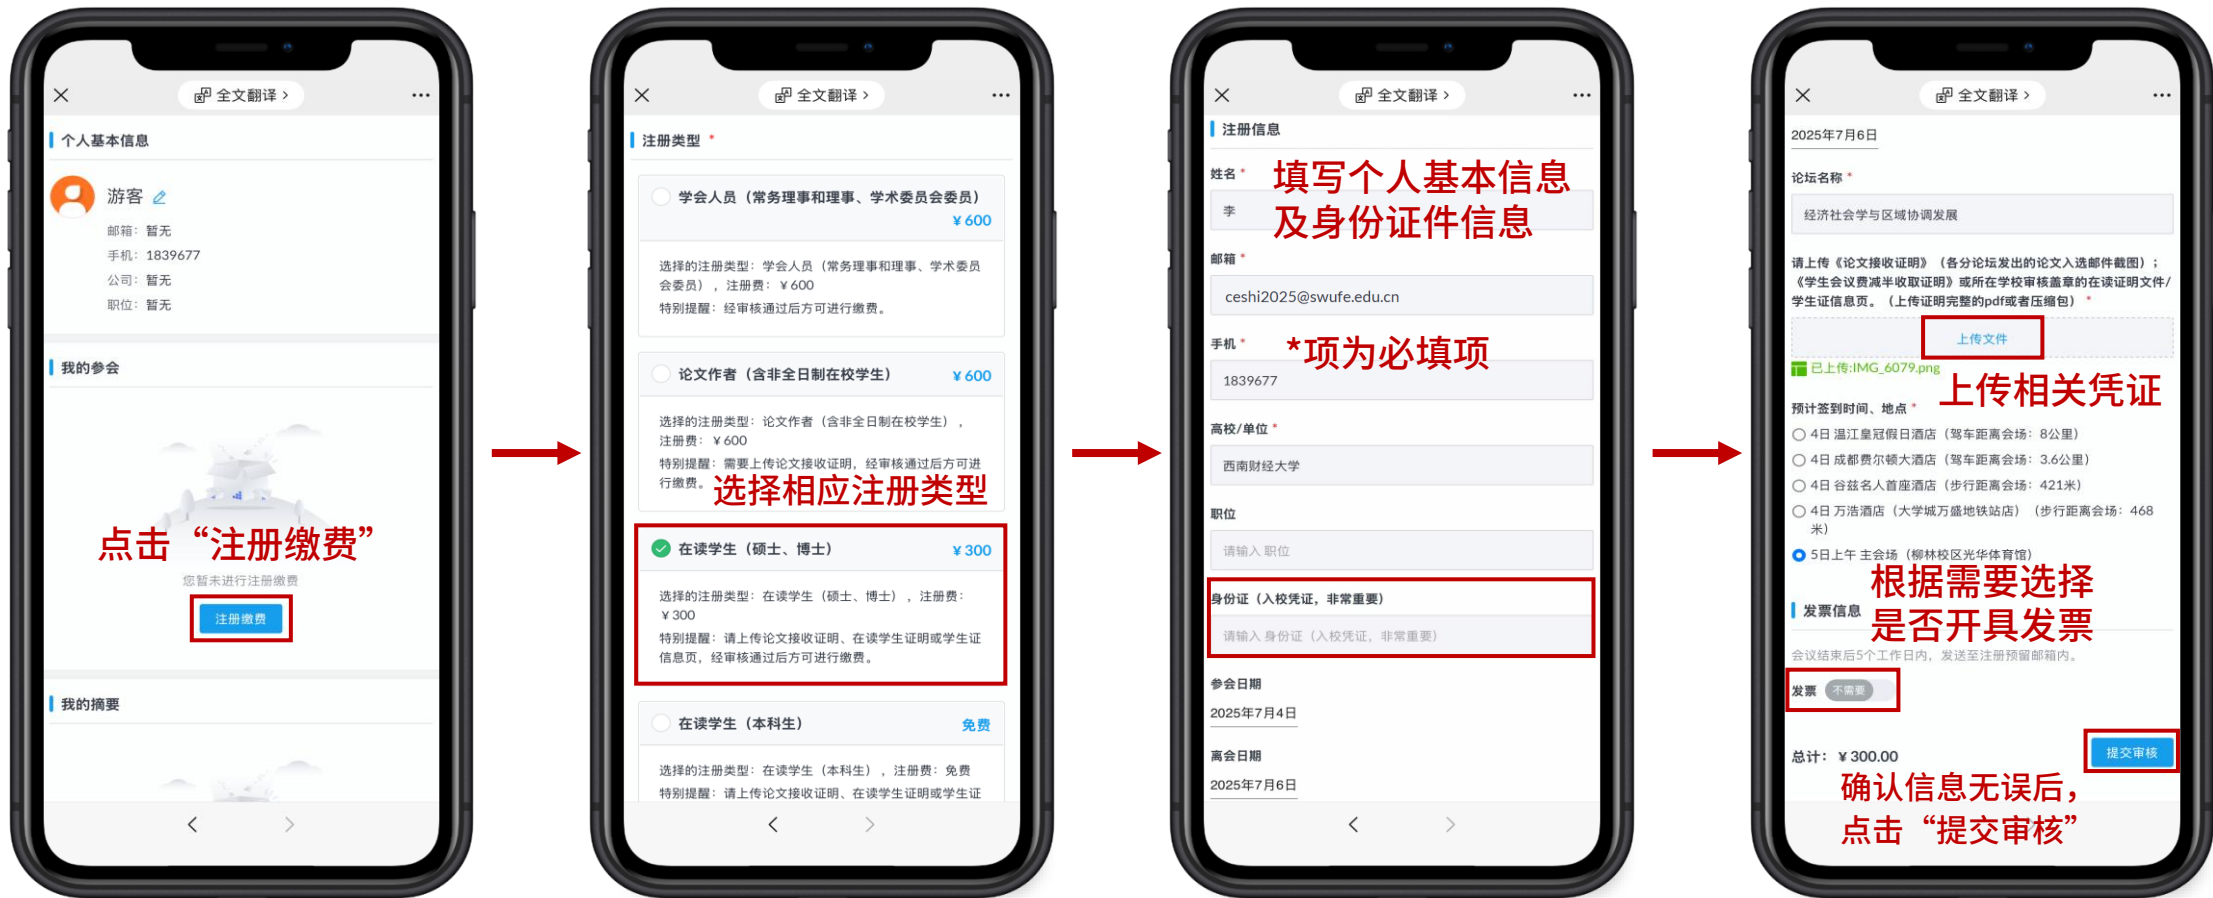 全文翻译 >
个人基本信息
游客
邮箱：暂无
手机：1839677
公司：暂无
职位：暂无
我的参会
点击“注册缴费”
您暂未进行注册缴费
注册缴费
我的摘要
全文翻译 >
注册类型 *
学会人员（常务理事和理事、学术委员会委员）
¥600
选择的注册类型：学会人员（常务理事和理事、学术委员
会委员），注册费：¥600
特别提醒：经审核通过后方可进行缴费。
论文作者（含非全日制在校学生） ¥600
选择的注册类型：论文作者（含非全日制在校学生），
注册费：¥600
特别提醒：需要上传论文接收证明，经审核通过后方可进
行缴费。
选择相应注册类型
在读学生（硕士、博士） ¥300
选择的注册类型：在读学生（硕士、博士），注册费：
¥300
特别提醒：请上传论文接收证明、在读学生证明或学生证
信息页，经审核通过后方可进行缴费。
在读学生（本科生） 免费
选择的注册类型：在读学生（本科生），注册费：免费
特别提醒：请上传论文接收证明、在读学生证明或学生证
全文翻译 >
注册信息
姓名 *
填写个人基本信息
及身份证件信息
李
邮箱 *
ceshi2025@swufe.edu.cn
手机 *
*项为必填项
1839677
高校/单位 *
西南财经大学
职位
请输入 职位
身份证（入校凭证，非常重要）
请输入 身份证（入校凭证，非常重要）
参会日期
2025年7月4日
离会日期
2025年7月6日
全文翻译 >
2025年7月6日
论坛名称 *
经济社会学与区域协调发展
请上传《论文接收证明》（各分论坛发出的论文入选邮件截图）；
《学生会议费减半收取证明》或所在学校审核盖章的在读证明文件/
学生证信息页。（上传证明完整的pdf或者压缩包） *
上传文件
已上传:IMG_6079.png
上传相关凭证
预计签到时间、地点 *
4日 温江皇冠假日酒店（驾车距离会场：8公里）
4日 成都费尔顿大酒店（驾车距离会场：3.6公里）
4日 谷兹名人首座酒店（步行距离会场：421米）
4日 万浩酒店（大学城万盛地铁站店）（步行距离会场：468
米）
5日上午 主会场（柳林校区光华体育馆）
根据需要选择
是否开具发票
发票信息
会议结束后5个工作日内，发送至注册预留邮箱内。
发票 不需要
总计：¥300.00
提交审核
确认信息无误后，
点击“提交审核”